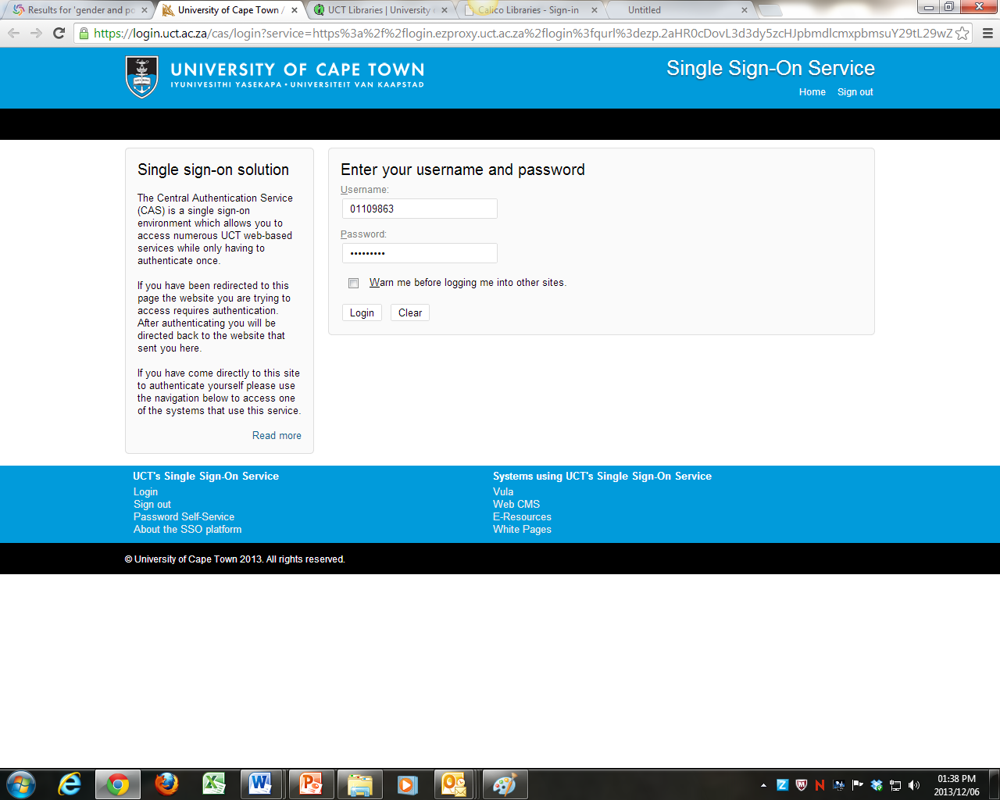 Results for 'gender and po
University of Cape Town /
UCT Libraries | University
Calico Libraries - Sign-in
Untitled
https://login.uct.ac.za/cas/login?service=https%3a%2f%2flogin.ezproxy.uct.ac.za%2flogin%3fqurl%3dezp.2aHR0cDovL3d3dy5zcHJpbmdlcmxpbmsuY29tL29wZ
UNIVERSITY OF CAPE TOWN
IYUNIVESITHI YASEKAPA • UNIVERSITEIT VAN KAAPSTAD
Single Sign-On Service
Home Sign out
Single sign-on solution
The Central Authentication Service
(CAS) is a single sign-on
environment which allows you to
access numerous UCT web-based
services while only having to
authenticate once.
If you have been redirected to this
page the website you are trying to
access requires authentication.
After authenticating you will be
directed back to the website that
sent you here.
If you have come directly to this site
to authenticate yourself please use
the navigation below to access one
of the systems that use this service.
Read more
Enter your username and password
Username:
01109863
Password:
•••••••••
Warn me before logging me into other sites.
Login Clear
UCT's Single Sign-On Service
Login
Sign out
Password Self-Service
About the SSO platform
Systems using UCT's Single Sign-On Service
Vula
Web CMS
E-Resources
White Pages
© University of Cape Town 2013. All rights reserved.
01:38 PM
2013/12/06